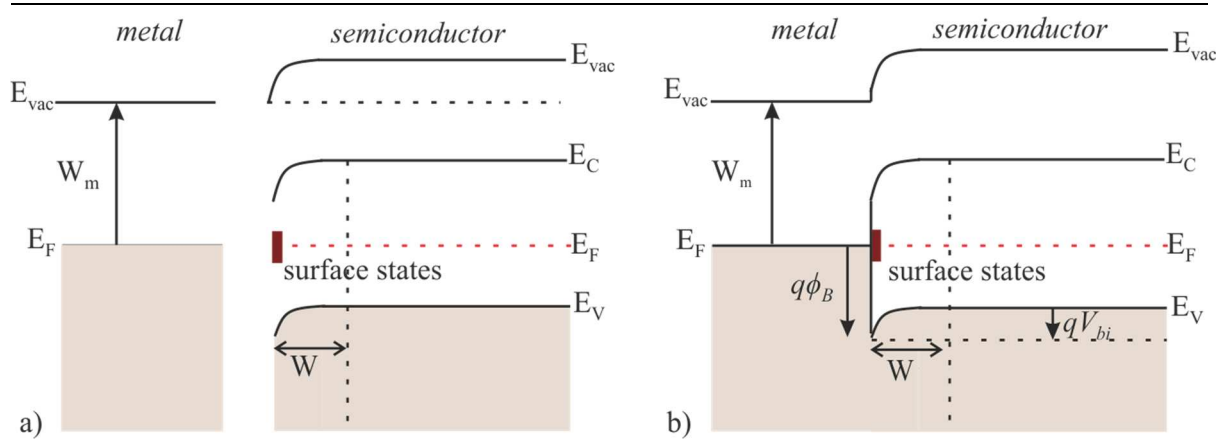 metal
semiconductor
E_vac
E_vac
W_m
E_C
E_F
E_F
surface states
E_V
W
a)
metal
semiconductor
E_vac
E_vac
W_m
E_C
E_F
E_F
surface states
qϕ_B
E_V
qV_bi
W
b)